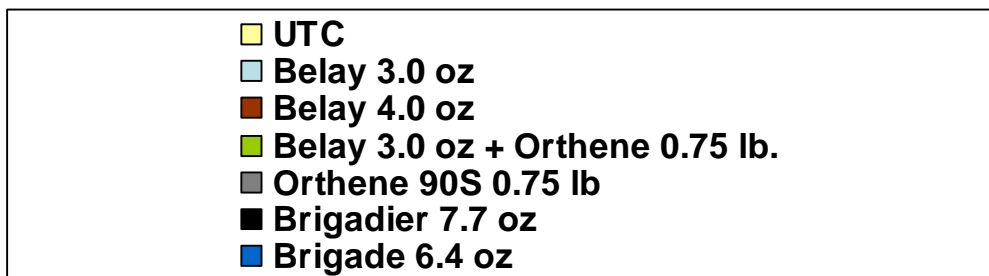 UTC
Belay 3.0 oz
Belay 4.0 oz
Belay 3.0 oz + Orthene 0.75 lb.
Orthene 90S 0.75 lb
Brigadier 7.7 oz
Brigade 6.4 oz